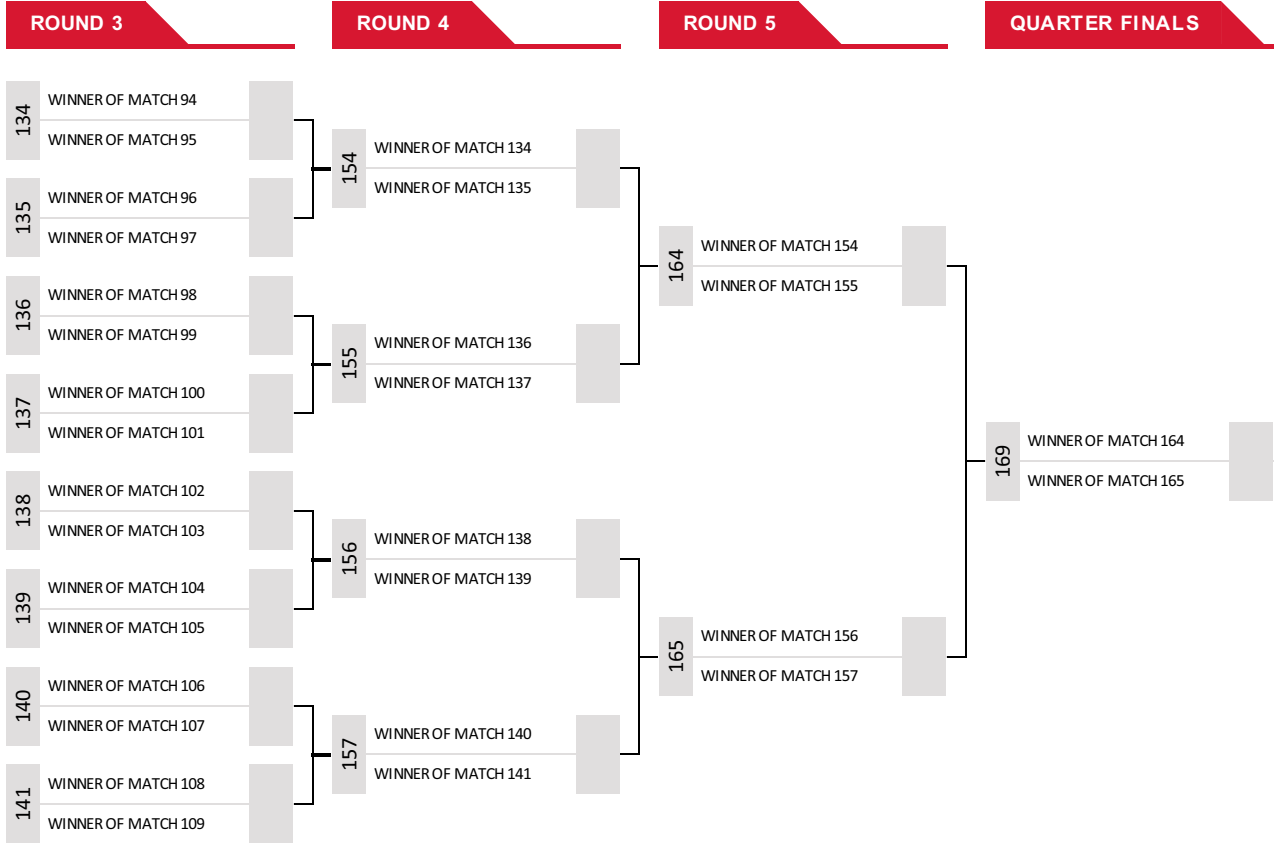 ROUND 3
ROUND 4
ROUND 5
QUARTER FINALS
134
WINNER OF MATCH 94
WINNER OF MATCH 95
135
WINNER OF MATCH 96
WINNER OF MATCH 97
136
WINNER OF MATCH 98
WINNER OF MATCH 99
137
WINNER OF MATCH 100
WINNER OF MATCH 101
138
WINNER OF MATCH 102
WINNER OF MATCH 103
139
WINNER OF MATCH 104
WINNER OF MATCH 105
140
WINNER OF MATCH 106
WINNER OF MATCH 107
141
WINNER OF MATCH 108
WINNER OF MATCH 109
154
WINNER OF MATCH 134
WINNER OF MATCH 135
155
WINNER OF MATCH 136
WINNER OF MATCH 137
156
WINNER OF MATCH 138
WINNER OF MATCH 139
157
WINNER OF MATCH 140
WINNER OF MATCH 141
164
WINNER OF MATCH 154
WINNER OF MATCH 155
165
WINNER OF MATCH 156
WINNER OF MATCH 157
169
WINNER OF MATCH 164
WINNER OF MATCH 165